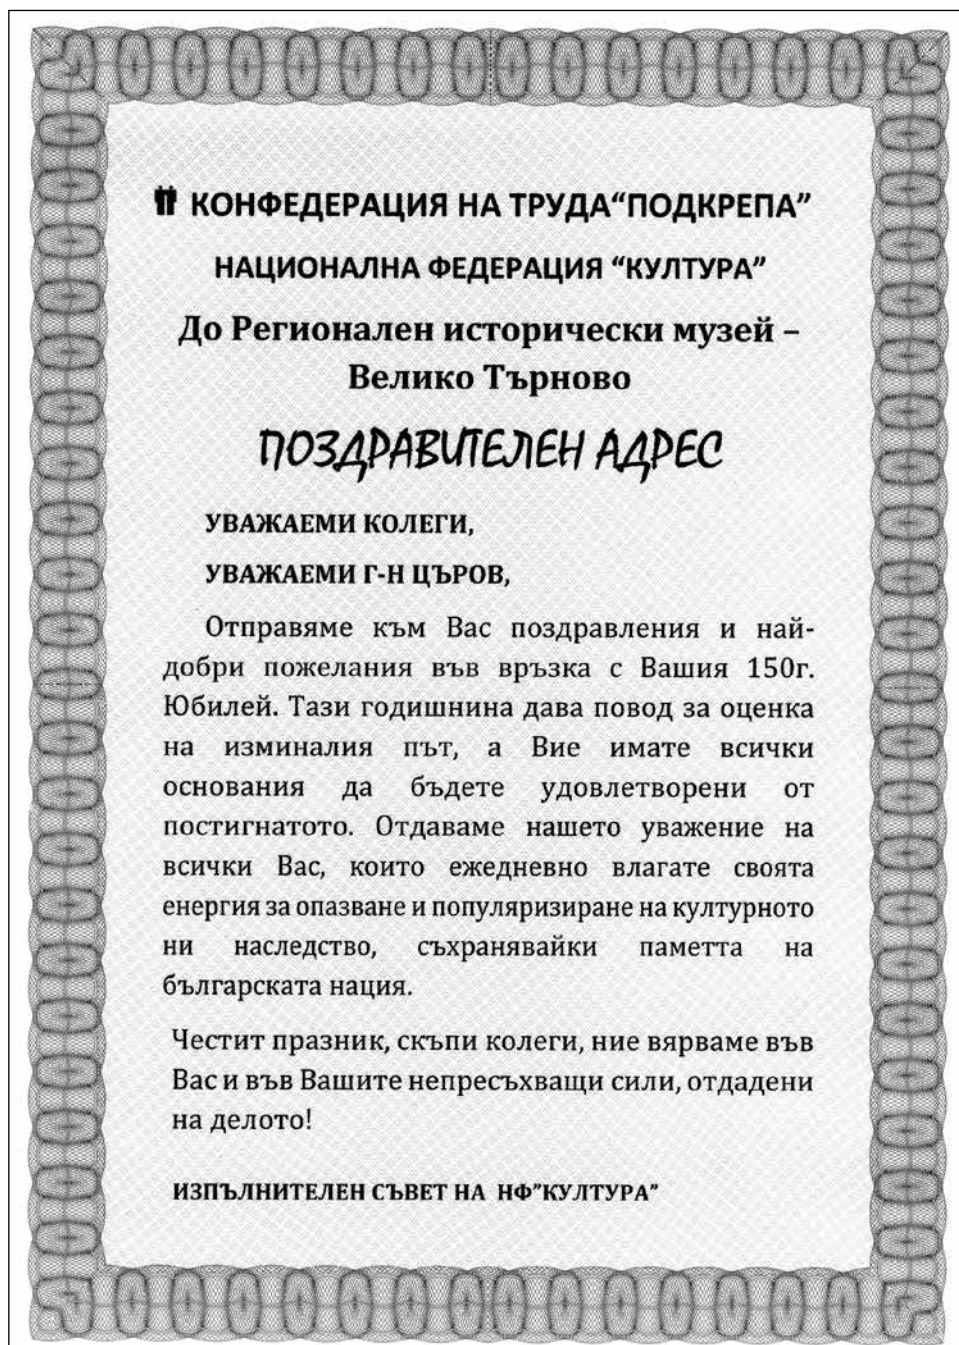 КОНФЕДЕРАЦИЯ НА ТРУДА“ПОДКРЕПА”
НАЦИОНАЛНА ФЕДЕРАЦИЯ “КУЛТУРА”
До Регионален исторически музей –
Велико Търново
ПОЗДРАВИТЕЛЕН АДРЕС
УВАЖАЕМИ КОЛЕГИ,
УВАЖАЕМИ Г-Н ЦЪРОВ,
Отправяме към Вас поздравления и най-
добри пожелания във връзка с Вашия 150г.
Юбилей. Тази годишнина дава повод за оценка
на изминалия път, а Вие имате всички
основания да бъдете удовлетворени от
постигнатото. Отдаваме нашето уважение на
всички Вас, които ежедневно влагате своята
енергия за опазване и популяризиране на културното
ни наследство, съхранявайки паметта на
българската нация.
Честит празник, скъпи колеги, ние вярваме във
Вас и във Вашите непресъхващи сили, отдадени
на делото!
ИЗПЪЛНИТЕЛЕН СЪВЕТ НА НФ”КУЛТУРА”